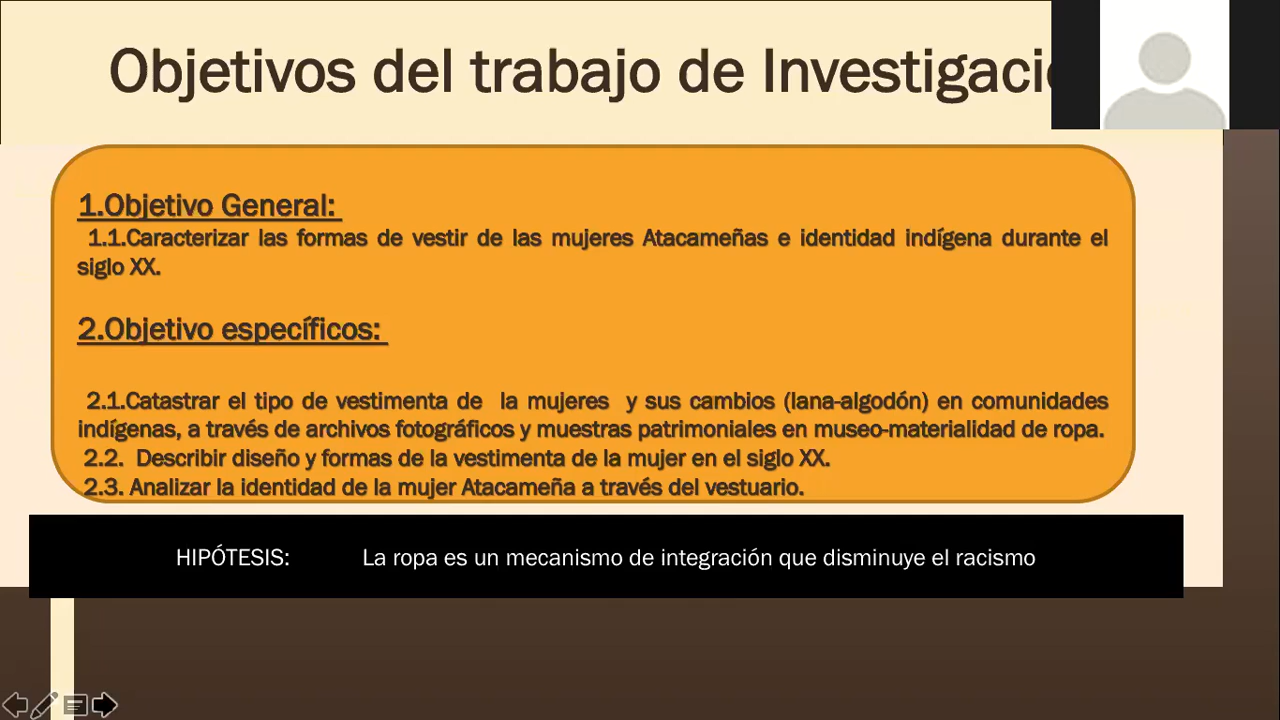 Objetivos del trabajo de Investigació
1.Objetivo General:
1.1.Caracterizar las formas de vestir de las mujeres Atacameñas e identidad indígena durante el
siglo XX.
2.Objetivo específicos:
2.1.Catastrar el tipo de vestimenta de la mujeres y sus cambios (lana-algodón) en comunidades
indígenas, a través de archivos fotográficos y muestras patrimoniales en museo-materialidad de ropa.
2.2. Describir diseño y formas de la vestimenta de la mujer en el siglo XX.
2.3. Analizar la identidad de la mujer Atacameña a través del vestuario.
HIPÓTESIS: La ropa es un mecanismo de integración que disminuye el racismo